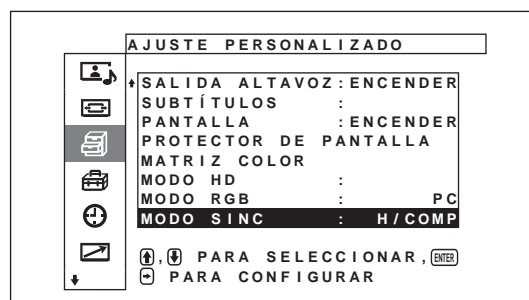 AJUSTE PERSONALIZADO
SALIDA ALTAVOZ:ENCENDER
SUBTÍTULOS :
PANTALLA :ENCENDER
PROTECTOR DE PANTALLA
MATRIZ COLOR
MODO HD :
MODO RGB : PC
MODO SINC : H/COMP
, PARA SELECCIONAR, ENTER
PARA CONFIGURAR